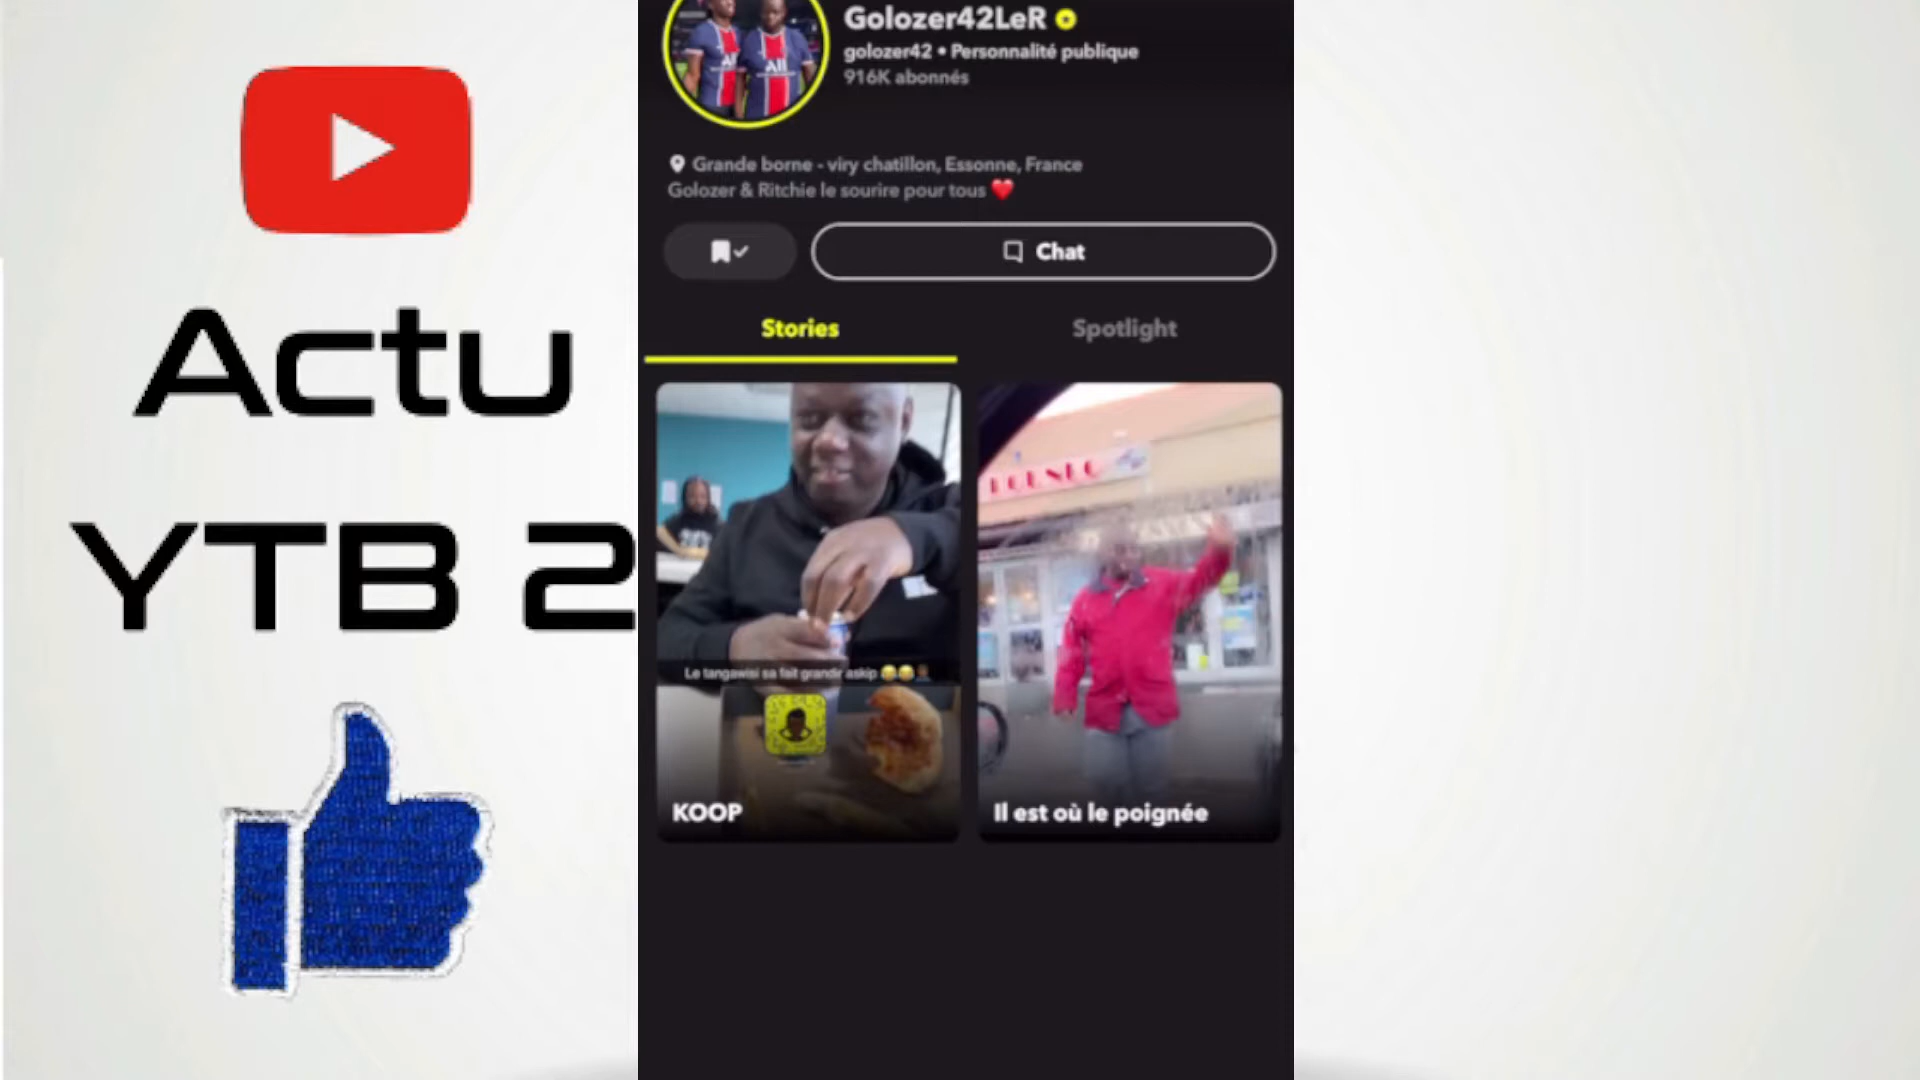 Actu
YTB 2
Golozer42LeR
golozer42 • Personnalité publique
916K abonnés
Grande borne - viry chatillon, Essonne, France
Golozer & Ritchie le sourire pour tous ❤️
Chat
Stories
Spotlight
Le tangawisi sa fait grandir askip 😂😂
KOOP
Il est où le poignée